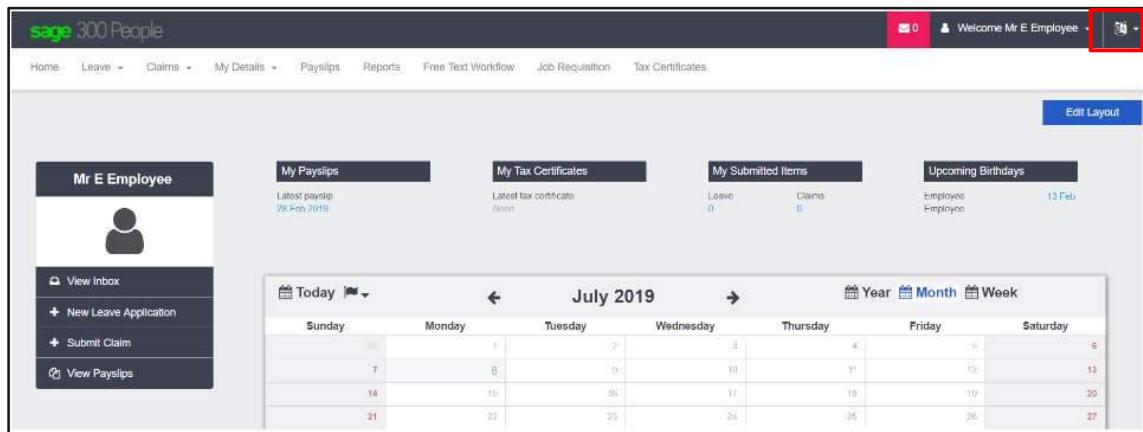 sage 300 People
0 Welcome Mr E Employee
Home Leave Claims My Details Payslips Reports Free Text Workflow Job Requisition Tax Certificates
Edit Layout
Mr E Employee
View Inbox
New Leave Application
Submit Claim
View Payslips
My Payslips
Latest payslip
28 Feb 2019
My Tax Certificates
Latest tax certificate
None
My Submitted Items
Leave Claims
0 0
Upcoming Birthdays
Employee 13 Feb
Employee
Today July 2019 Year Month Week
Sunday Monday Tuesday Wednesday Thursday Friday Saturday
1 2 3 4 5 6
7 8 9 10 11 12 13
14 15 16 17 18 19 20
21 22 23 24 25 26 27